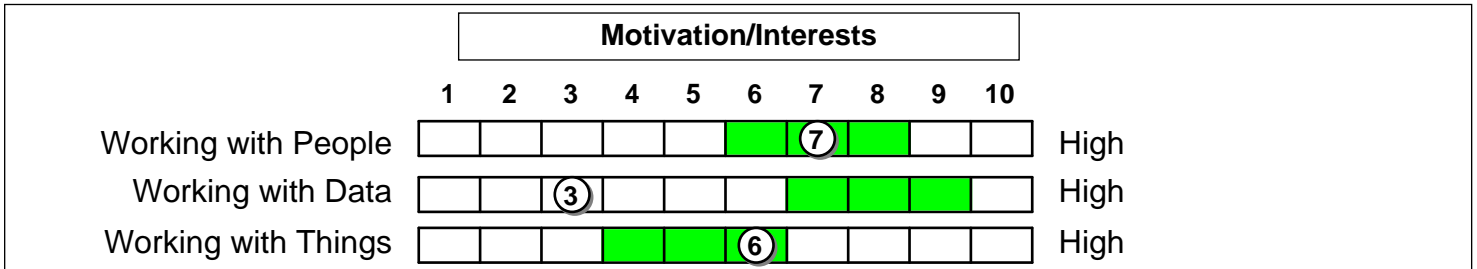 Motivation/Interests
1 2 3 4 5 6 7 8 9 10
Working with People 7 High
Working with Data 3 High
Working with Things 6 High